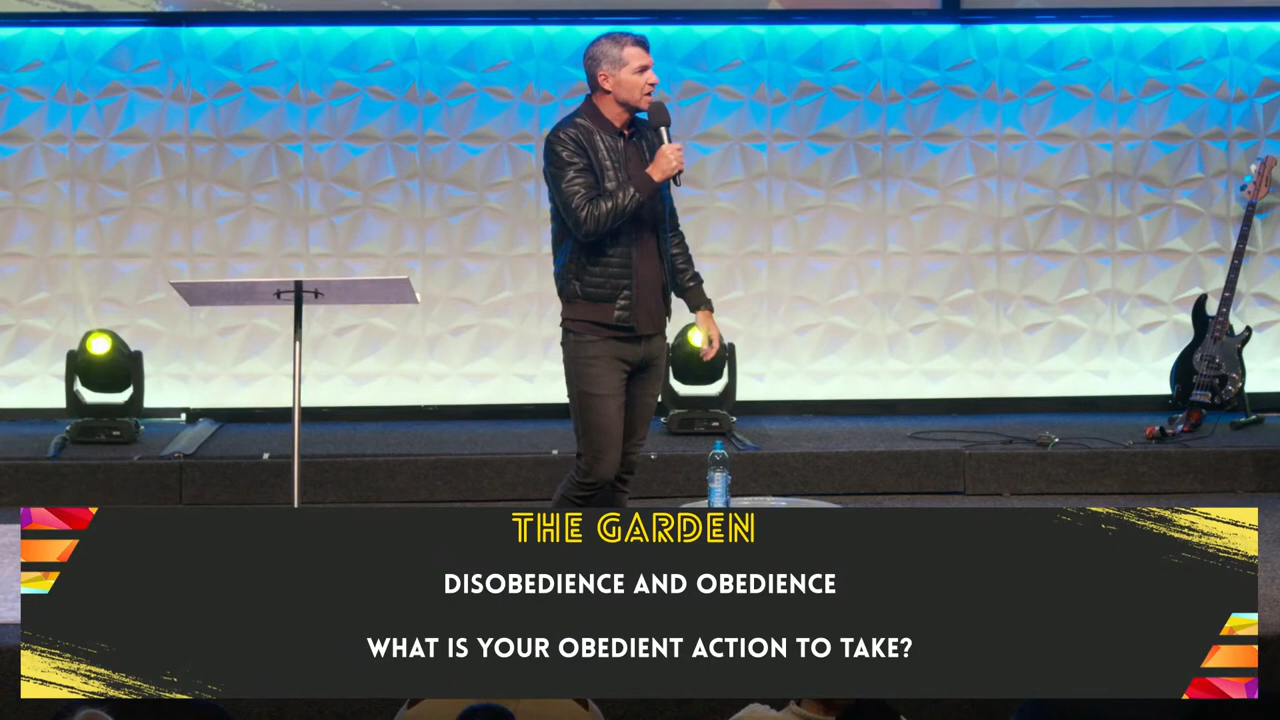 THE GARDEN
DISOBEDIENCE AND OBEDIENCE
WHAT IS YOUR OBEDIENT ACTION TO TAKE?